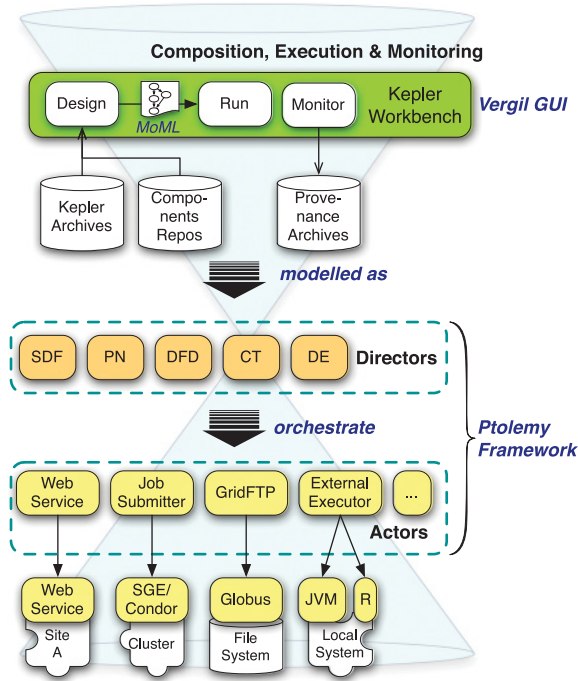 Composition, Execution & Monitoring
Design
MoML
Run
Monitor
Kepler
Workbench
Vergil GUI
Kepler
Archives
Compo-
nents
Repos
Prove-
nance
Archives
modelled as
SDF
PN
DFD
CT
DE
Directors
orchestrate
Ptolemy
Framework
Web
Service
Job
Submitter
GridFTP
External
Executor
...
Actors
Web
Service
Site
A
SGE/
Condor
Cluster
Globus
File
System
JVM
R
Local
System